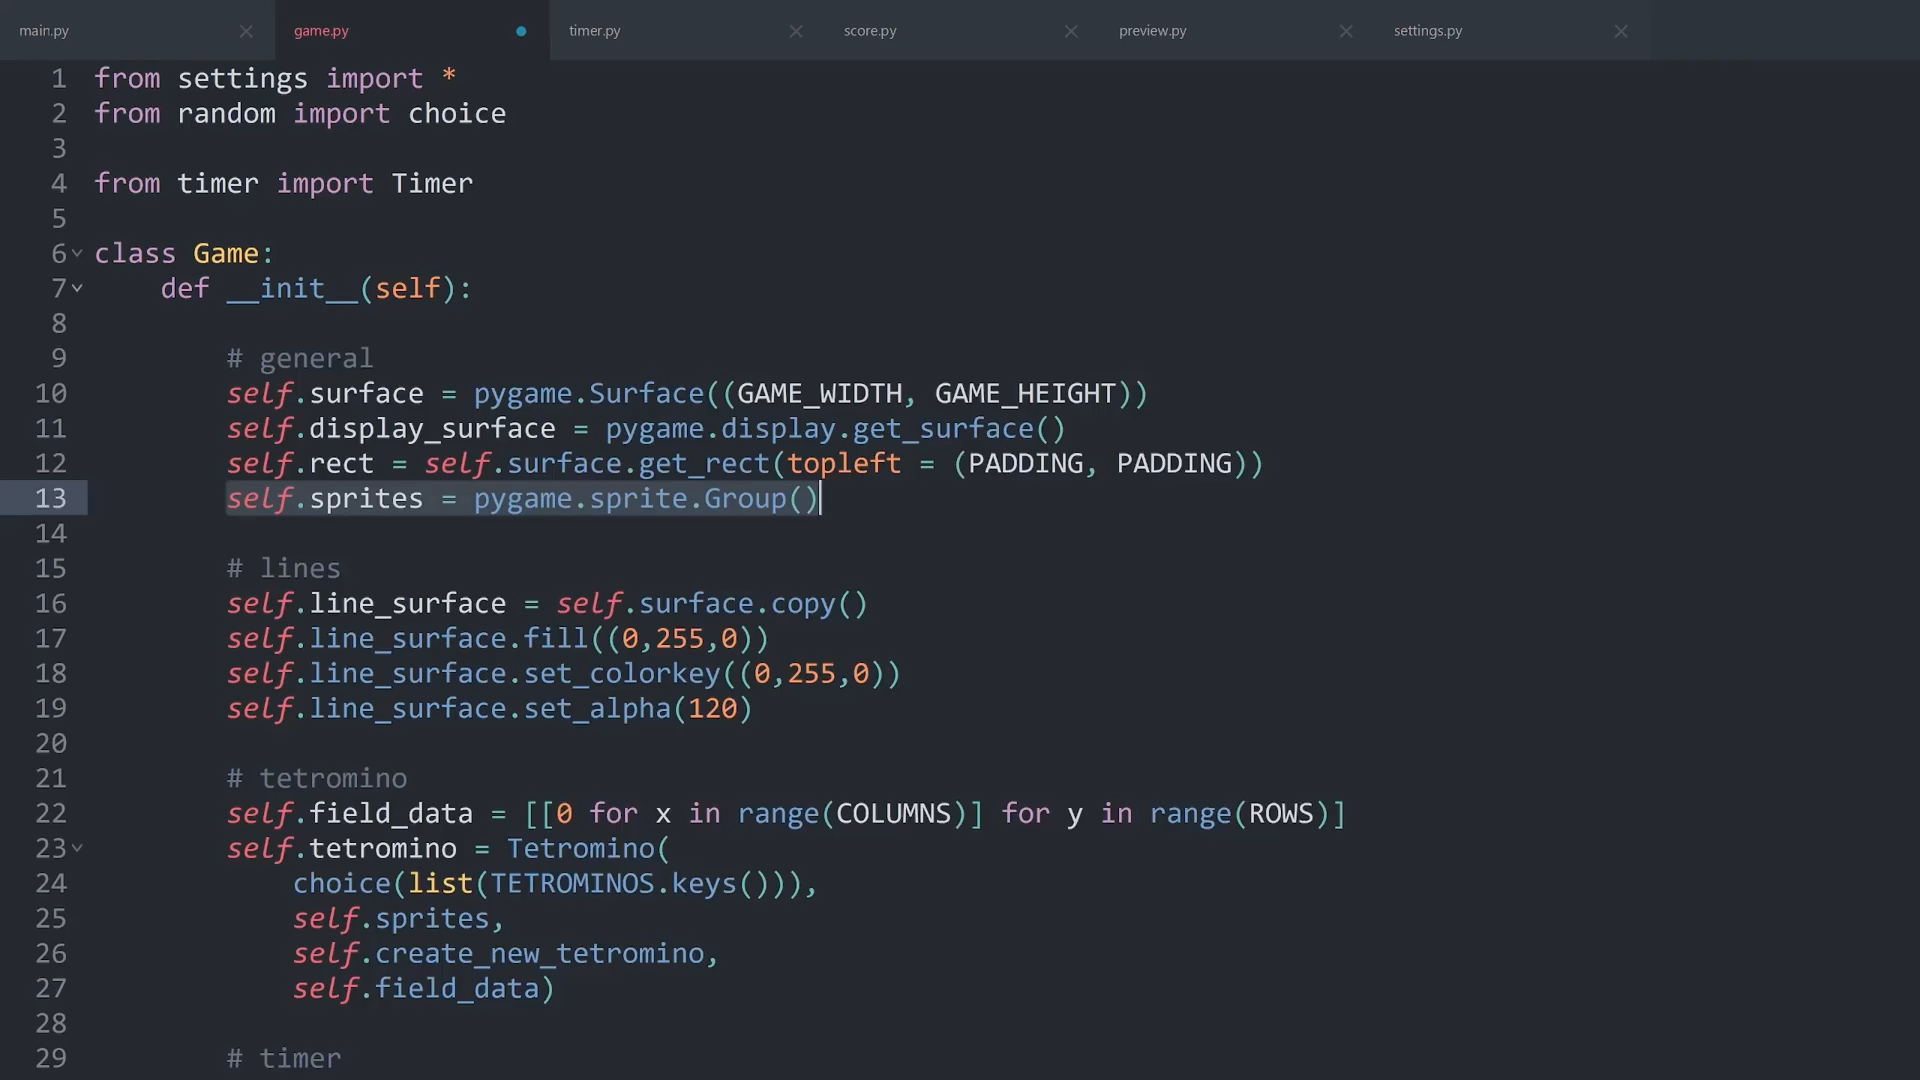 main.py game.py timer.py score.py preview.py settings.py
1 from settings import *
2 from random import choice
3
4 from timer import Timer
5
6 class Game:
7 def __init__(self):
8
9 # general
10 self.surface = pygame.Surface((GAME_WIDTH, GAME_HEIGHT))
11 self.display_surface = pygame.display.get_surface()
12 self.rect = self.surface.get_rect(topleft = (PADDING, PADDING))
13 self.sprites = pygame.sprite.Group()
14
15 # lines
16 self.line_surface = self.surface.copy()
17 self.line_surface.fill((0,255,0))
18 self.line_surface.set_colorkey((0,255,0))
19 self.line_surface.set_alpha(120)
20
21 # tetromino
22 self.field_data = [[0 for x in range(COLUMNS)] for y in range(ROWS)]
23 self.tetromino = Tetromino(
24 choice(list(TETROMINOS.keys())),
25 self.sprites,
26 self.create_new_tetromino,
27 self.field_data)
28
29 # timer